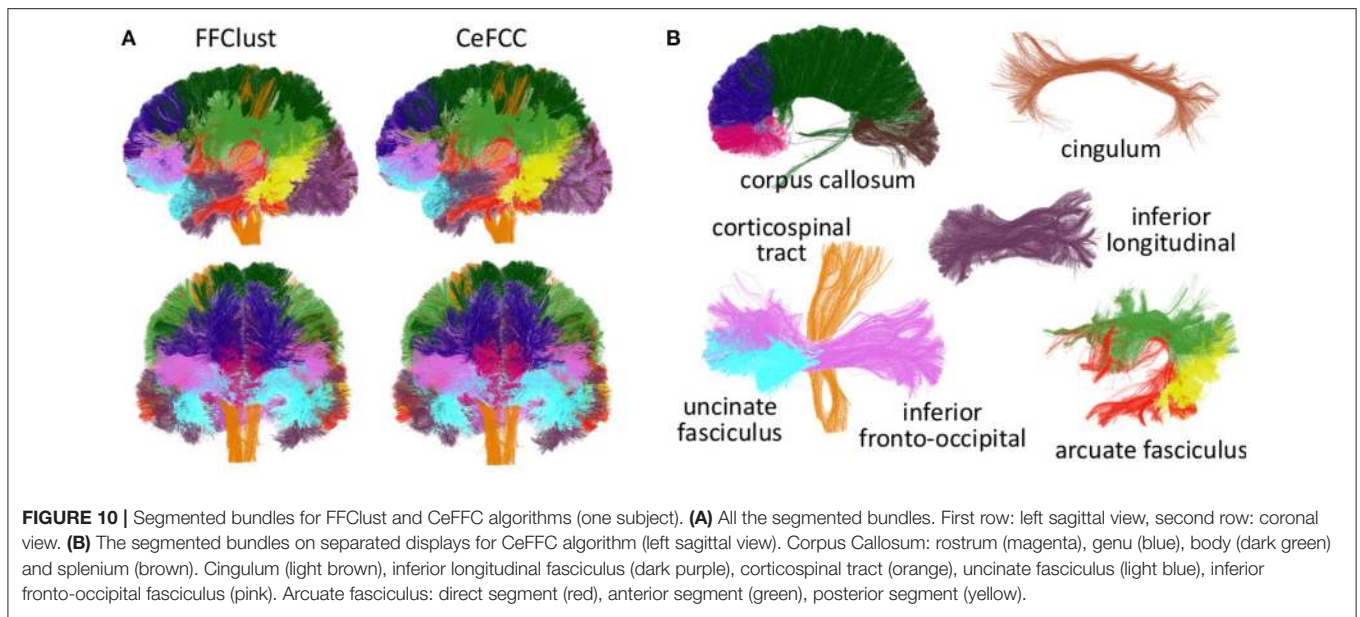 A
FFClust
CeFCC
B
corpus callosum
cingulum
corticospinal
tract
inferior
longitudinal
uncinate
fasciculus
inferior
fronto-occipital
arcuate fasciculus
FIGURE 10 | Segmented bundles for FFClust and CeFFC algorithms (one subject). (A) All the segmented bundles. First row: left sagittal view, second row: coronal
view. (B) The segmented bundles on separated displays for CeFFC algorithm (left sagittal view). Corpus Callosum: rostrum (magenta), genu (blue), body (dark green)
and splenium (brown). Cingulum (light brown), inferior longitudinal fasciculus (dark purple), corticospinal tract (orange), uncinate fasciculus (light blue), inferior
fronto-occipital fasciculus (pink). Arcuate fasciculus: direct segment (red), anterior segment (green), posterior segment (yellow).